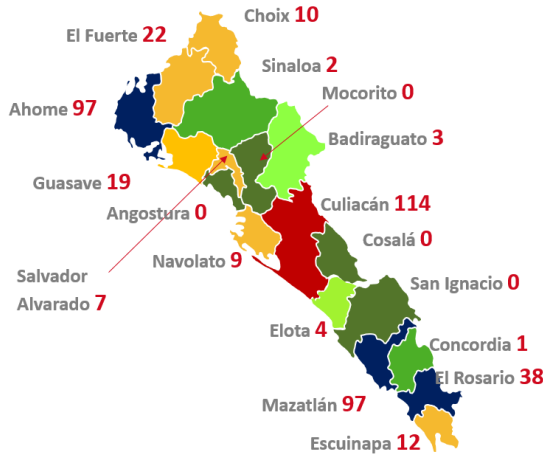 Choix 10
El Fuerte 22
Sinaloa 2
Mocorito 0
Ahome 97
Badiraguato 3
Guasave 19
Culiacán 114
Angostura 0
Cosalá 0
Navolato 9
Salvador
Alvarado 7
San Ignacio 0
Elota 4
Concordia 1
El Rosario 38
Mazatlán 97
Escuinapa 12